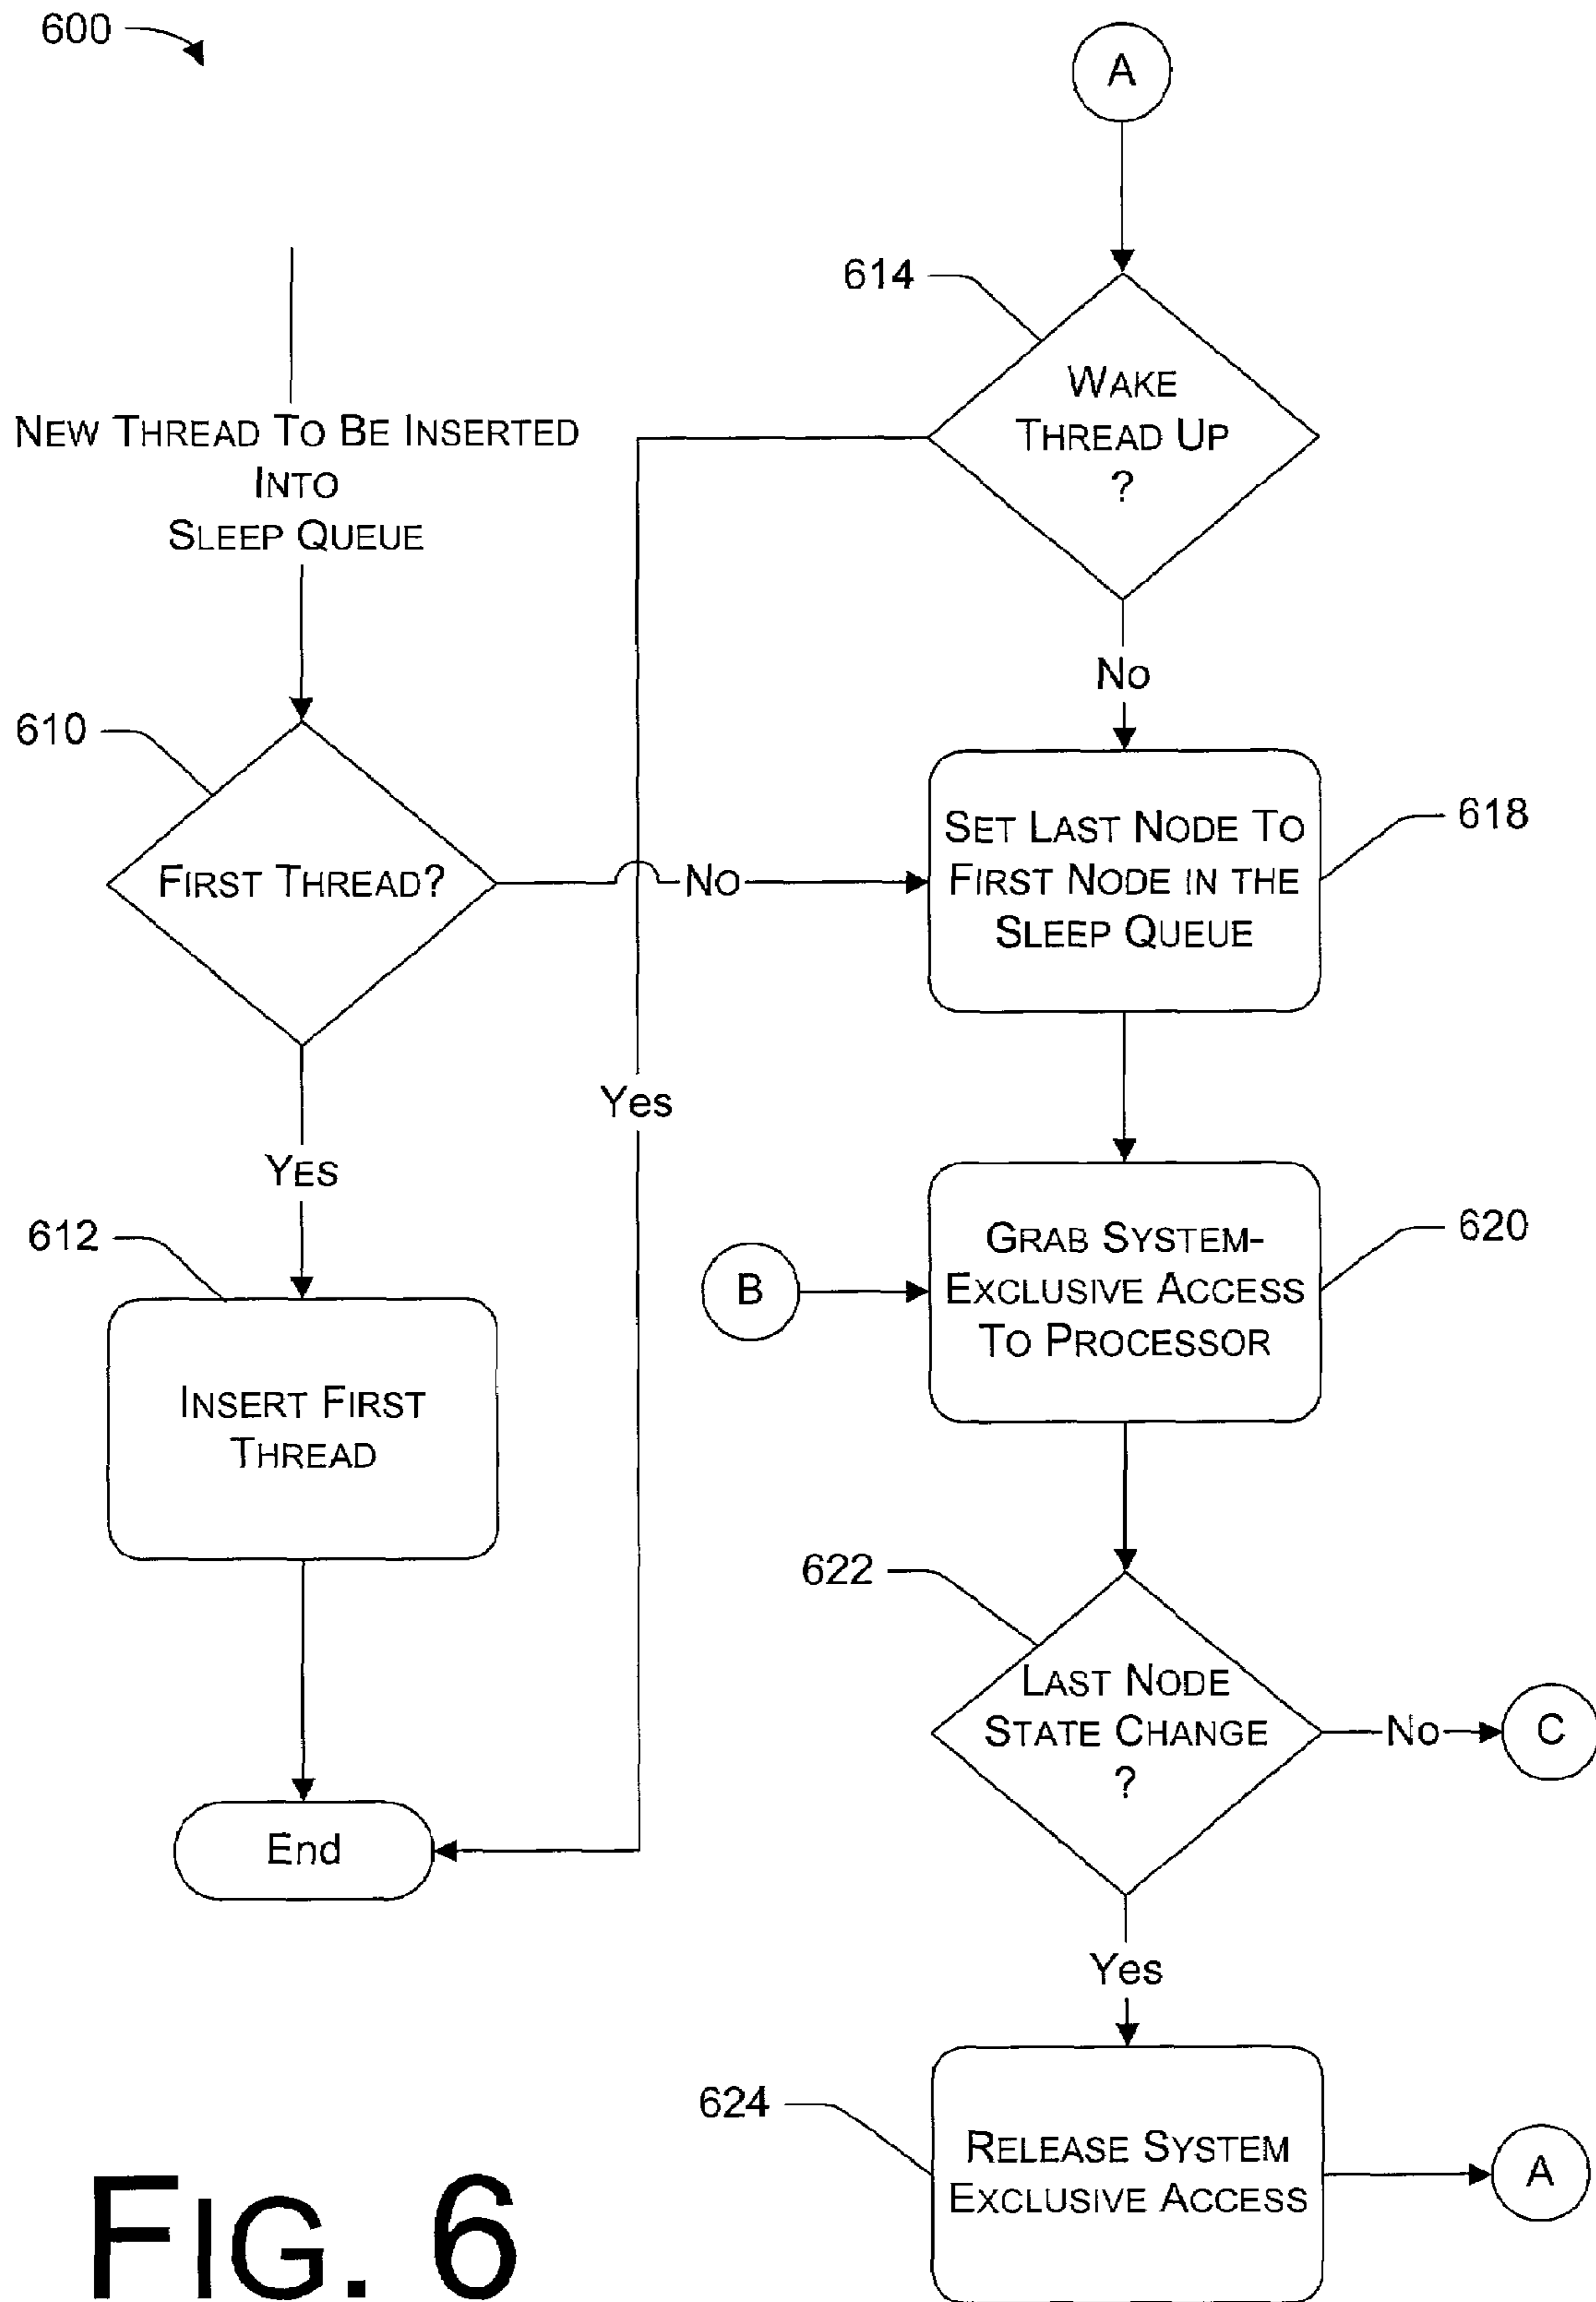 600
A
614
WAKE
THREAD UP
?
NEW THREAD TO BE INSERTED
INTO
SLEEP QUEUE
No
610
618
SET LAST NODE TO
FIRST NODE IN THE
SLEEP QUEUE
FIRST THREAD?
No
Yes
YES
612
620
GRAB SYSTEM-
EXCLUSIVE ACCESS
TO PROCESSOR
B
INSERT FIRST
THREAD
622
LAST NODE
STATE CHANGE
?
No
C
End
Yes
624
RELEASE SYSTEM
EXCLUSIVE ACCESS
A
FIG. 6